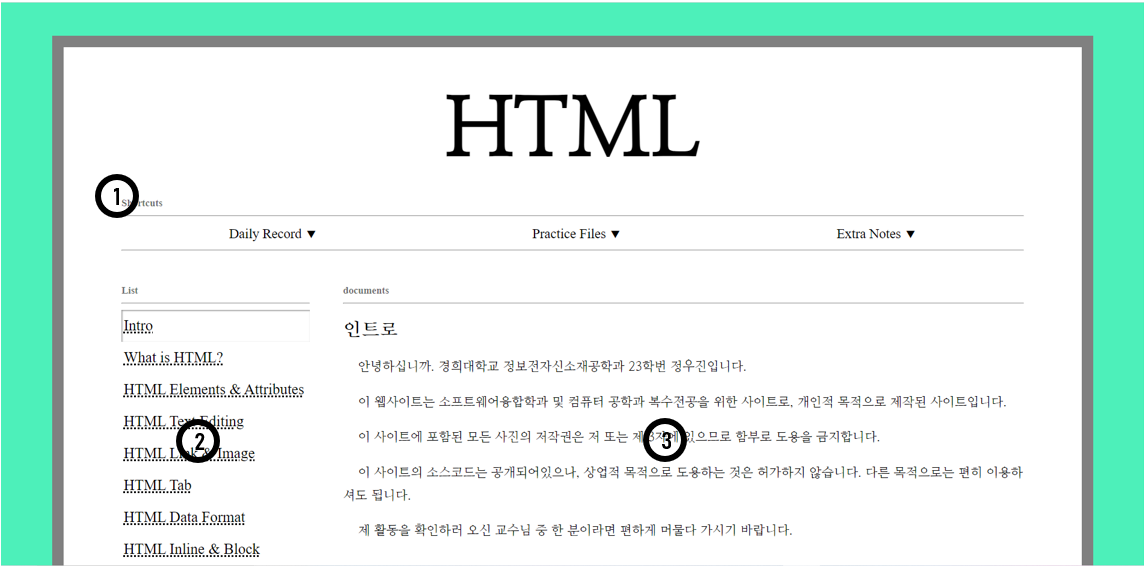 HTML
1
Shortcuts
Daily Record ▼
Practice Files ▼
Extra Notes ▼
List
Intro
What is HTML?
HTML Elements & Attributes
HTML Text Editing
HTML Link & Image
HTML Tab
HTML Data Format
HTML Inline & Block
2
documents
인트로
안녕하십니까. 경희대학교 정보전자신소재공학과 23학번 정우진입니다.
이 웹사이트는 소프트웨어융합학과 및 컴퓨터 공학과 복수전공을 위한 사이트로, 개인적 목적으로 제작된 사이트입니다.
이 사이트에 포함된 모든 사진의 저작권은 저 또는 제 3자에 있으므로 함부로 도용을 금지합니다.
3
이 사이트의 소스코드는 공개되어있으나, 상업적 목적으로 도용하는 것은 허가하지 않습니다. 다른 목적으로는 편히 이용하
셔도 됩니다.
제 활동을 확인하러 오신 교수님 중 한 분이라면 편하게 머물다 가시기 바랍니다.